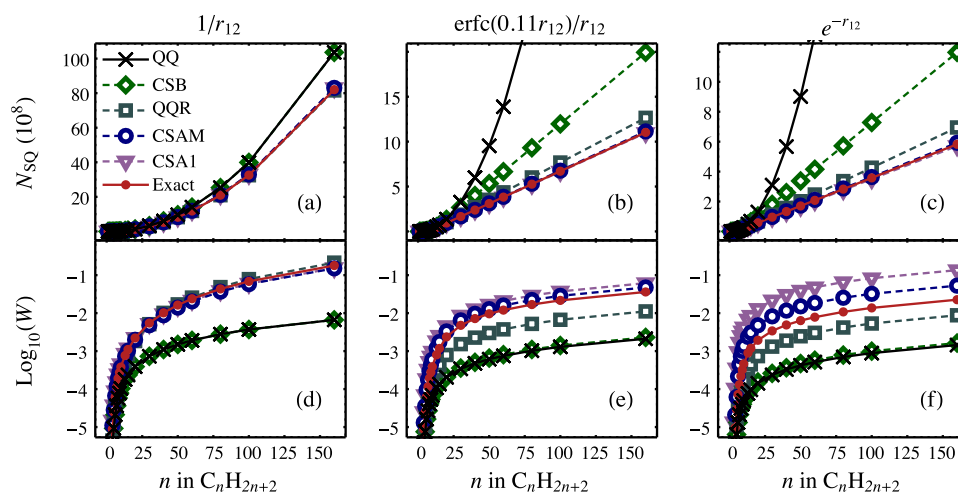 1/r12
erfc(0.11r12)/r12
e−r12
NSQ (10^8)
100
80
60
40
20
QQ
CSB
QQR
CSAM
CSA1
Exact
(a)
15
10
5
(b)
10
8
6
4
2
(c)
Log10(W)
−1
−2
−3
−4
−5
(d)
(e)
(f)
0 25 50 75 100 125 150
0 25 50 75 100 125 150
0 25 50 75 100 125 150
n in CnH2n+2
n in CnH2n+2
n in CnH2n+2